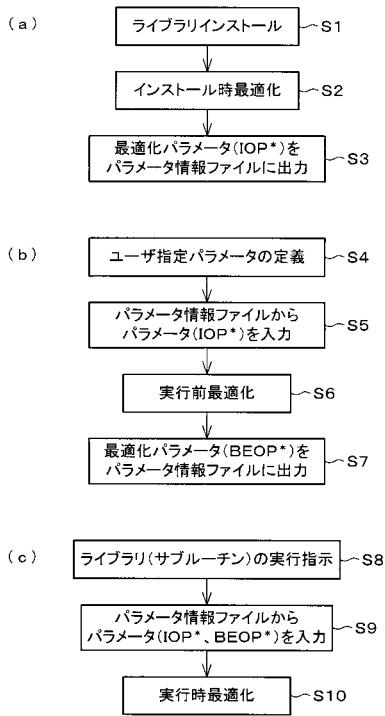 (a)
ライブラリインストール S1
インストール時最適化 S2
最適化パラメータ(IOP*)を
パラメータ情報ファイルに出力 S3
(b)
ユーザ指定パラメータの定義 S4
パラメータ情報ファイルから
パラメータ(IOP*)を入力 S5
実行前最適化 S6
最適化パラメータ(BEOP*)を
パラメータ情報ファイルに出力 S7
(c)
ライブラリ(サブルーチン)の実行指示 S8
パラメータ情報ファイルから
パラメータ(IOP*、BEOP*)を入力 S9
実行時最適化 S10